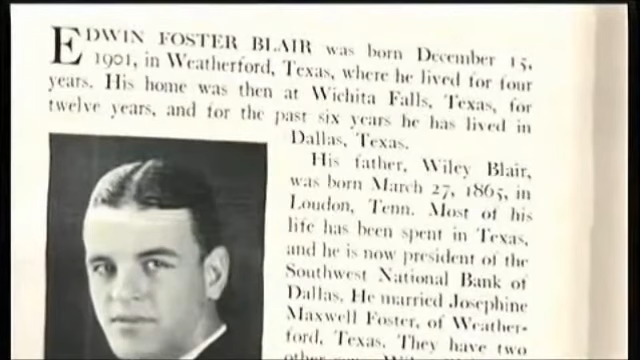 EDWIN FOSTER BLAIR was born December 15,
1901, in Weatherford, Texas, where he lived for four
years. His home was then at Wichita Falls, Texas, for
twelve years, and for the past six years he has lived in
Dallas, Texas.
His father, Wiley Blair,
was born March 27, 1865, in
Loudon, Tenn. Most of his
life has been spent in Texas,
and he is now president of the
Southwest National Bank of
Dallas. He married Josephine
Maxwell Foster, of Weather-
ford, Texas. They have two
other sons, Wiley